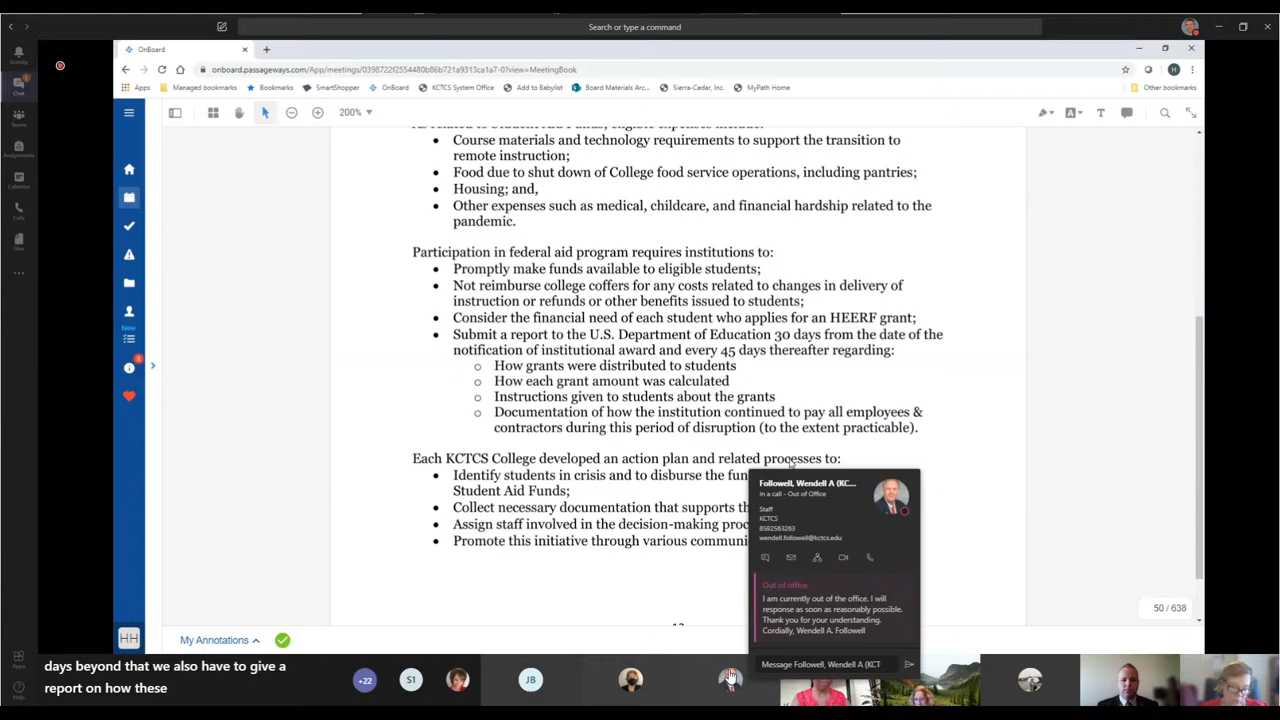 Search or type a command
OnBoard
onboard.passageways.com/App/meetings/0398722f2554480b86b721a9313ca1a7-0?view=MeetingBook
Apps
Managed bookmarks
Bookmarks
SmartShopper
OnBoard
KCTCS System Office
Add to Babylist
Board Materials Arc...
Sierra-Cedar, Inc.
MyPath Home
Other bookmarks
H
Activity
Chat
Teams
Assignments
Calendar
Calls
Files
200%
Course materials and technology requirements to support the transition to
remote instruction;
Food due to shut down of College food service operations, including pantries;
Housing; and,
Other expenses such as medical, childcare, and financial hardship related to the
pandemic.
Participation in federal aid program requires institutions to:
Promptly make funds available to eligible students;
Not reimburse college coffers for any costs related to changes in delivery of
instruction or refunds or other benefits issued to students;
Consider the financial need of each student who applies for an HEERF grant;
Submit a report to the U.S. Department of Education 30 days from the date of the
notification of institutional award and every 45 days thereafter regarding:
How grants were distributed to students
How each grant amount was calculated
Instructions given to students about the grants
Documentation of how the institution continued to pay all employees &
contractors during this period of disruption (to the extent practicable).
Each KCTCS College developed an action plan and related processes to:
Identify students in crisis and to disburse the fun
Student Aid Funds;
Collect necessary documentation that supports th
Assign staff involved in the decision-making proc
Promote this initiative through various communi
New
Followell, Wendell A (KC...
In a call - Out of Office
Staff
KCTCS
8592563263
wendell.followell@kctcs.edu
Out of office
I am currently out of the office. I will
response as soon as reasonably possible.
Thank you for your understanding.
Cordially, Wendell A. Followell
Message Followell, Wendell A (KCT
50 / 638
HH
My Annotations
Apps
Help
days beyond that we also have to give a
report on how these
+22
S1
JB